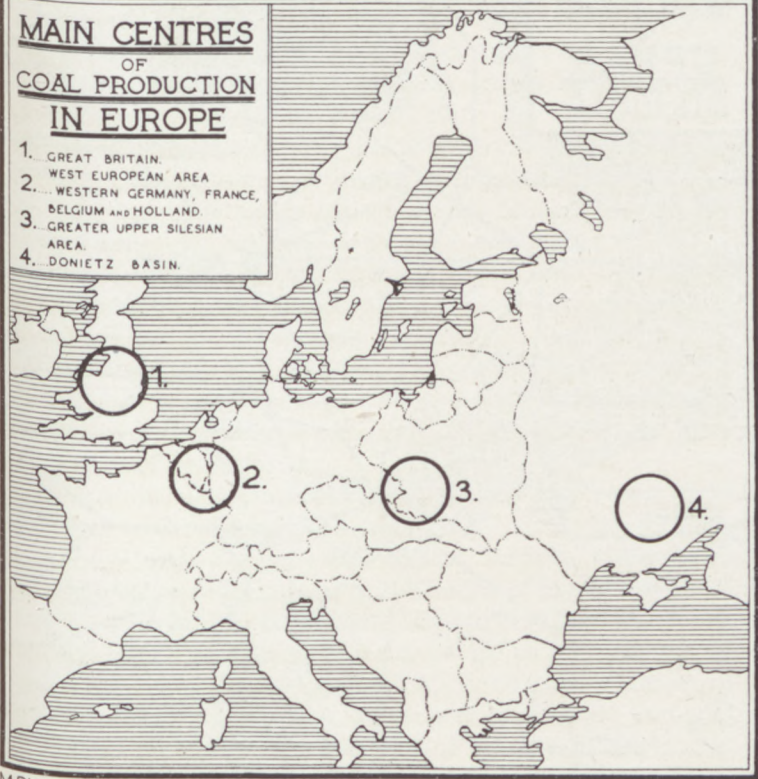 MAIN CENTRES
OF
COAL PRODUCTION
IN EUROPE
1....GREAT BRITAIN.
WEST EUROPEAN AREA
2....WESTERN GERMANY, FRANCE,
BELGIUM AND HOLLAND.
3...GREATER UPPER SILESIAN
AREA.
4...DONIETZ BASIN.
1.
2.
3.
4.